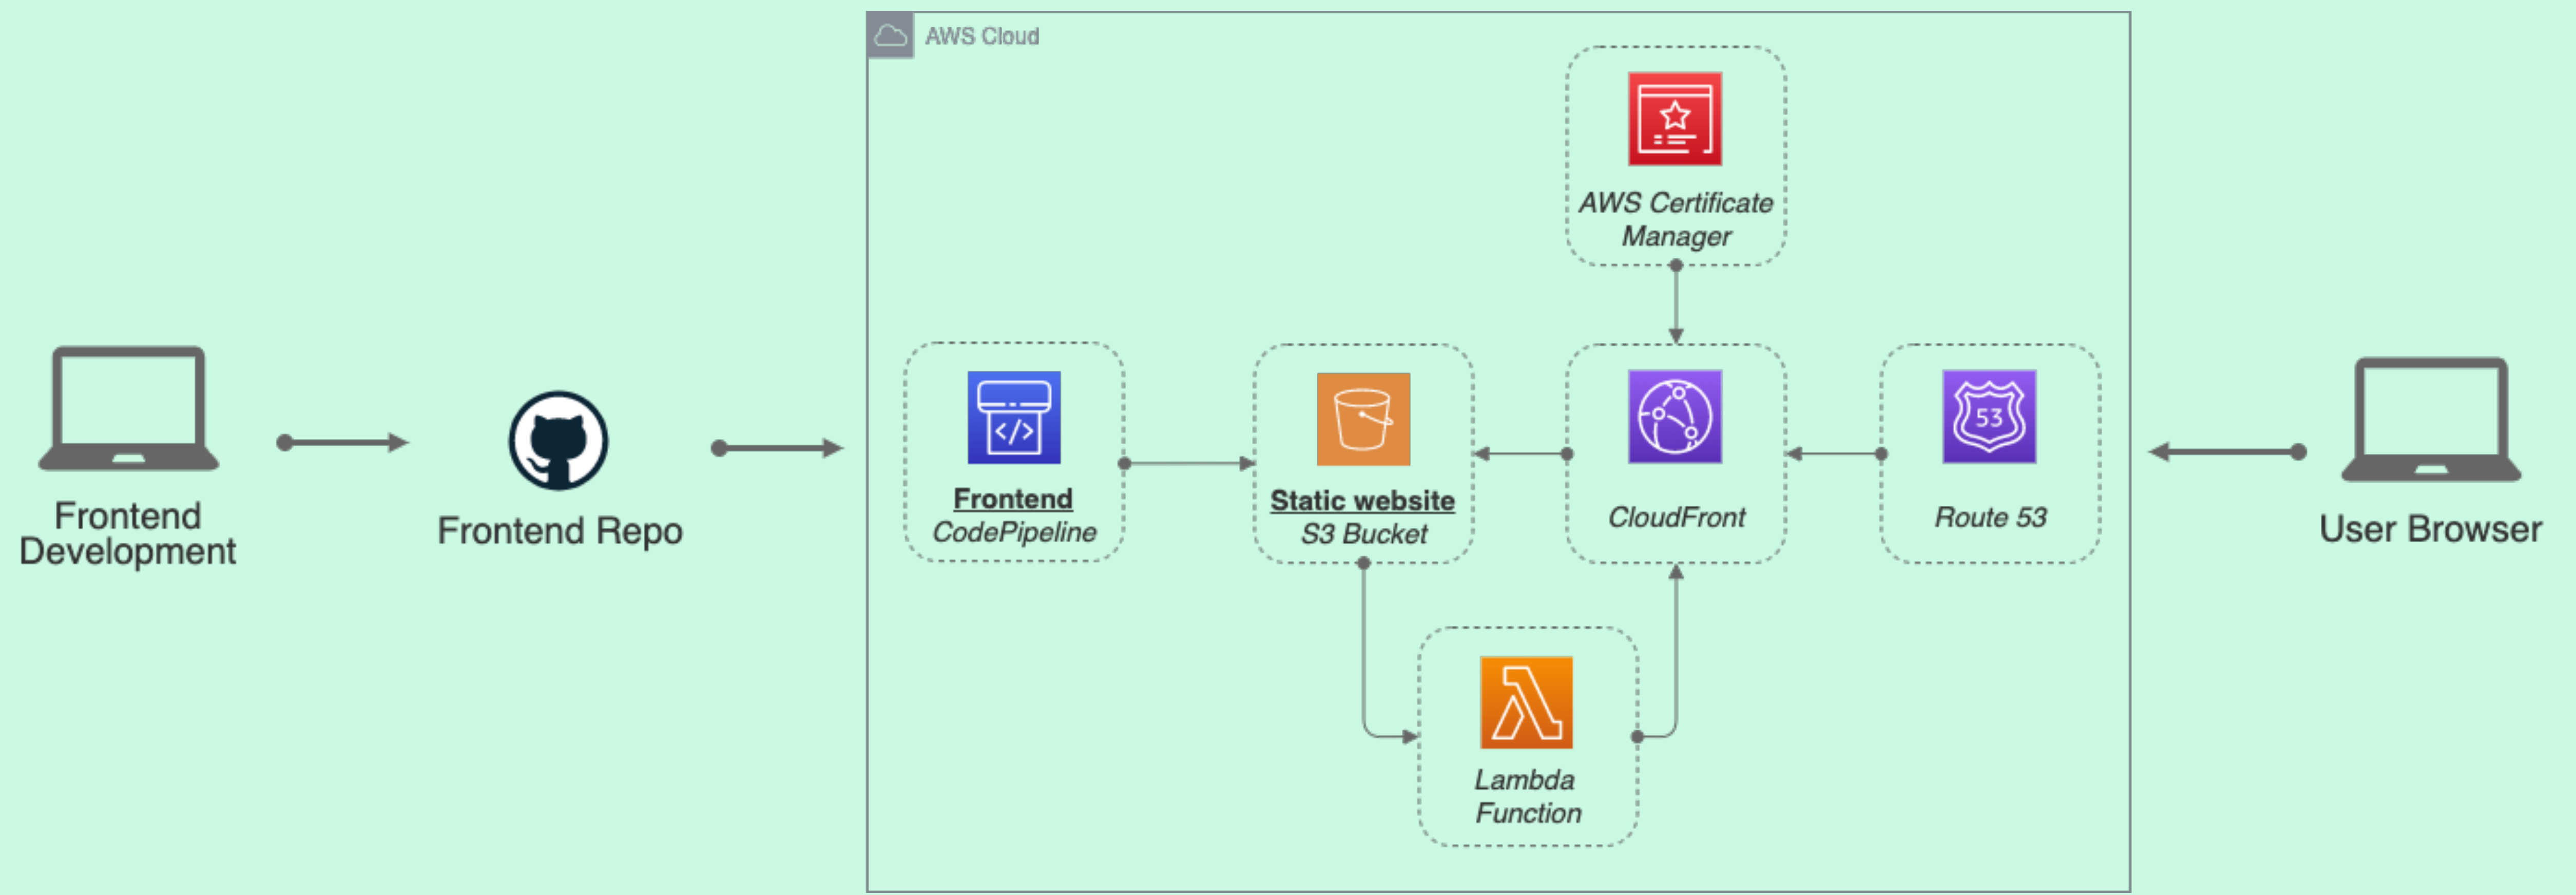 AWS Cloud
AWS Certificate
Manager
Frontend
Development
Frontend Repo
Frontend
CodePipeline
Static website
S3 Bucket
CloudFront
53
Route 53
User Browser
Lambda
Function